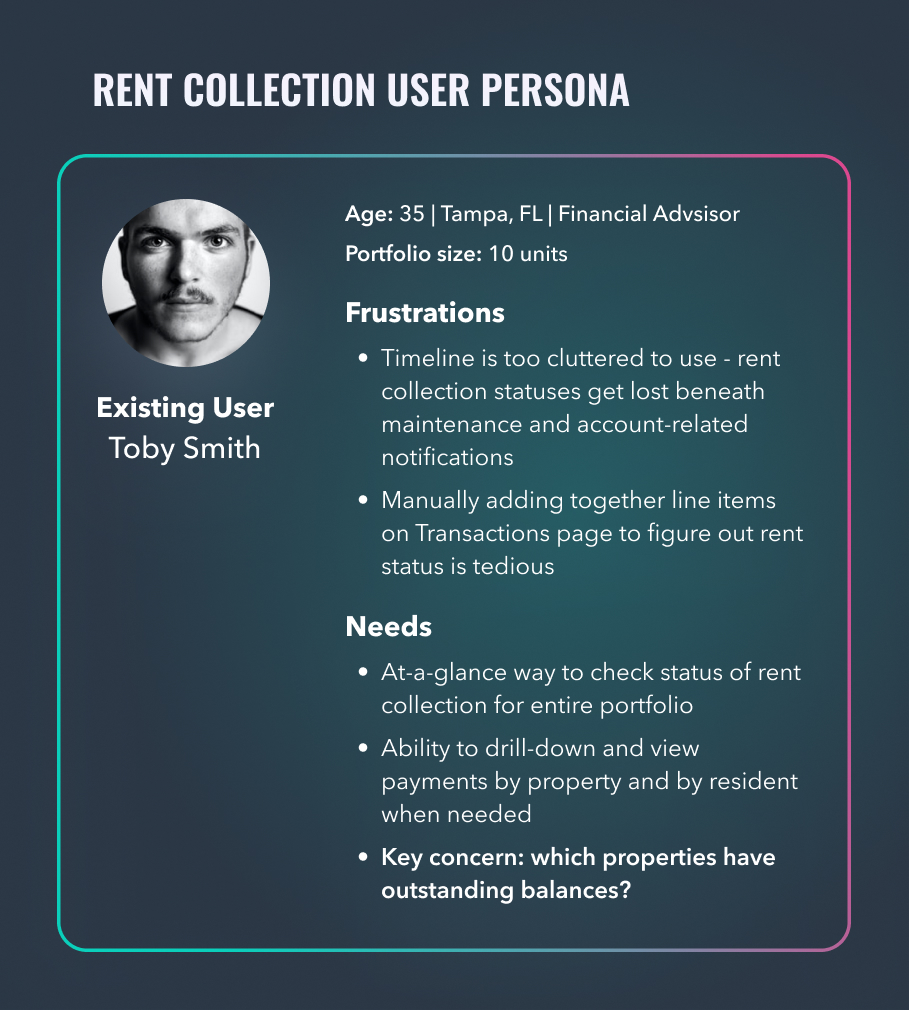 RENT COLLECTION USER PERSONA
Existing User
Toby Smith
Age: 35 | Tampa, FL | Financial Advsisor
Portfolio size: 10 units
Frustrations
• Timeline is too cluttered to use - rent
collection statuses get lost beneath
maintenance and account-related
notifications
• Manually adding together line items
on Transactions page to figure out rent
status is tedious
Needs
• At-a-glance way to check status of rent
collection for entire portfolio
• Ability to drill-down and view
payments by property and by resident
when needed
• Key concern: which properties have
outstanding balances?